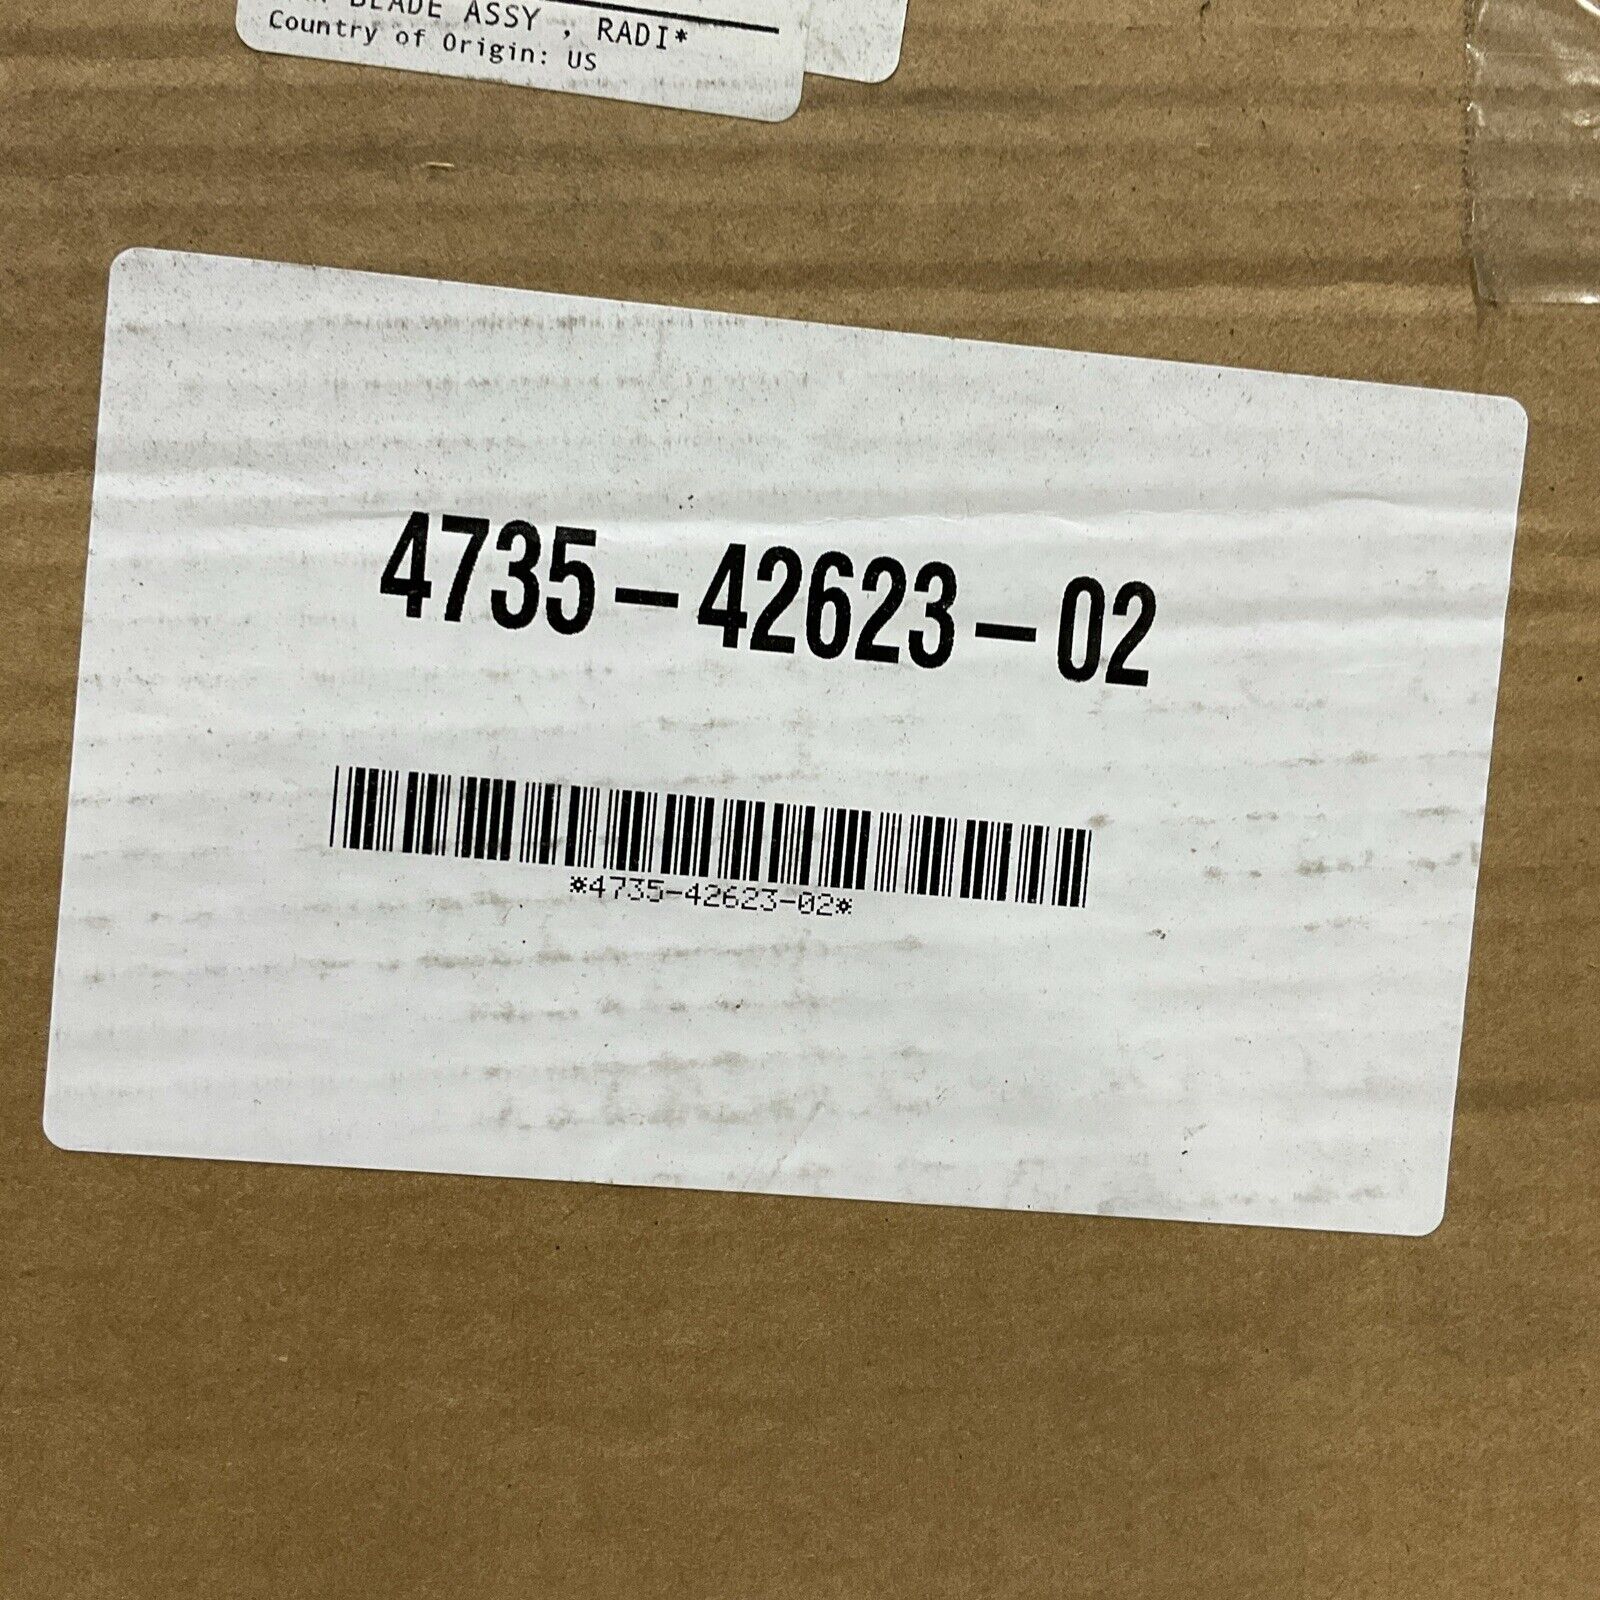 BLADE ASSY , RADI*
Country of Origin: US
4735-42623-02
*4735-42623-02*